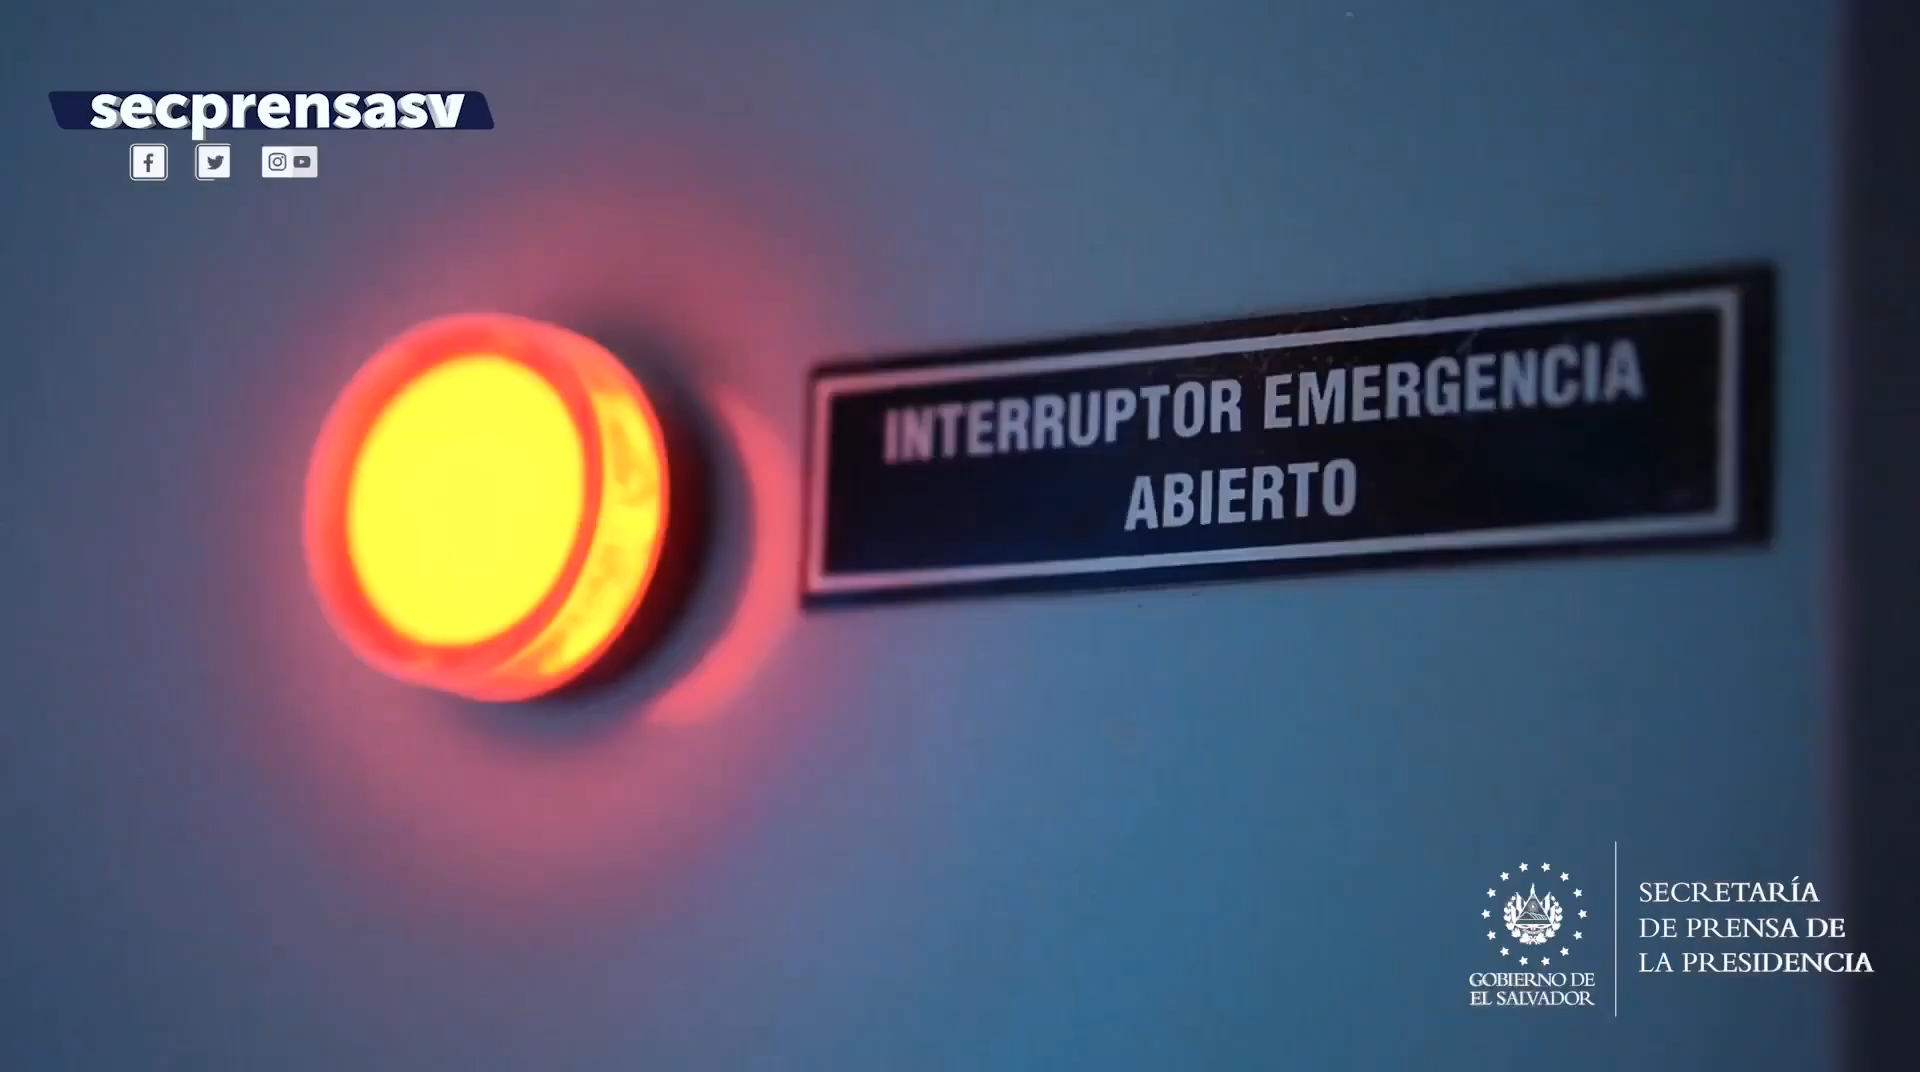 secprensasv
INTERRUPTOR EMERGENCIA
ABIERTO
GOBIERNO DE
EL SALVADOR
SECRETARÍA
DE PRENSA DE
LA PRESIDENCIA